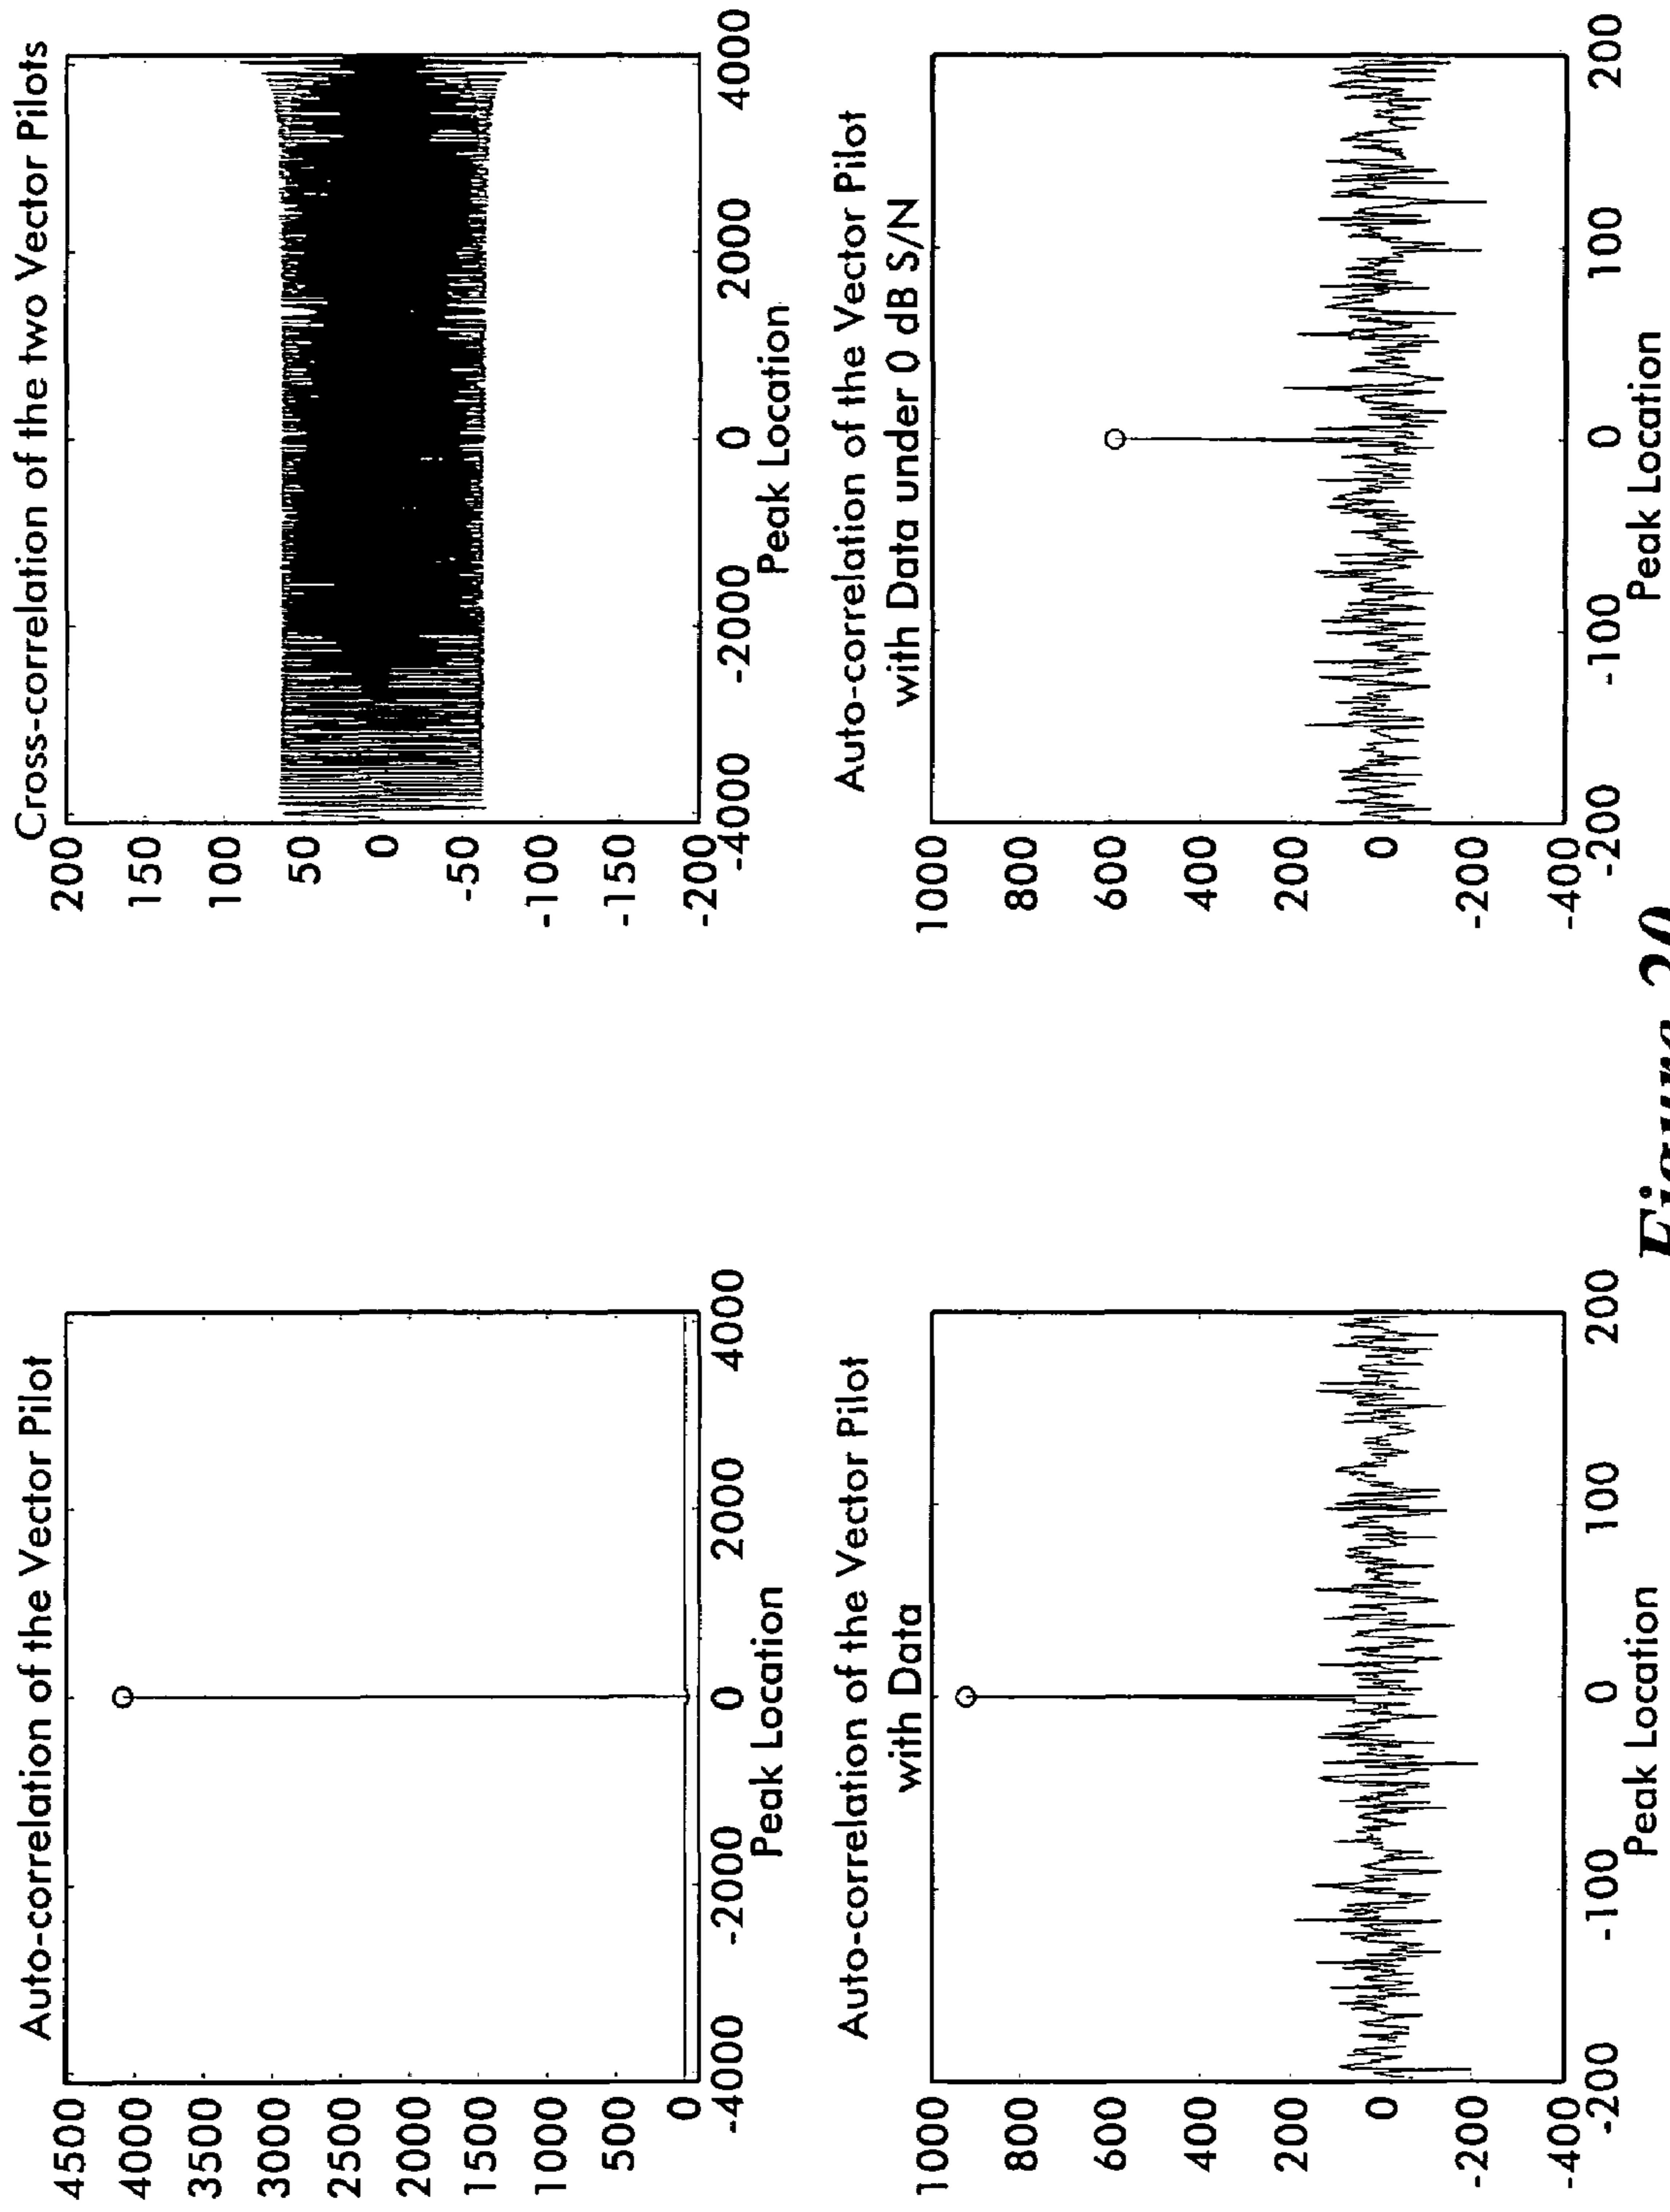 Auto-correlation of the Vector Pilot
4500
4000
3500
3000
2500
2000
1500
1000
500
0
-4000 -2000 0 2000 4000
Peak Location
Cross-correlation of the two Vector Pilots
200
150
100
50
0
-50
-100
-150
-200
-4000 -2000 0 2000 4000
Peak Location
Auto-correlation of the Vector Pilot
with Data
1000
800
600
400
200
0
-200
-400
-200 -100 0 100 200
Peak Location
Auto-correlation of the Vector Pilot
with Data under 0 dB S/N
1000
800
600
400
200
0
-200
-400
-200 -100 0 100 200
Peak Location
Figure 20